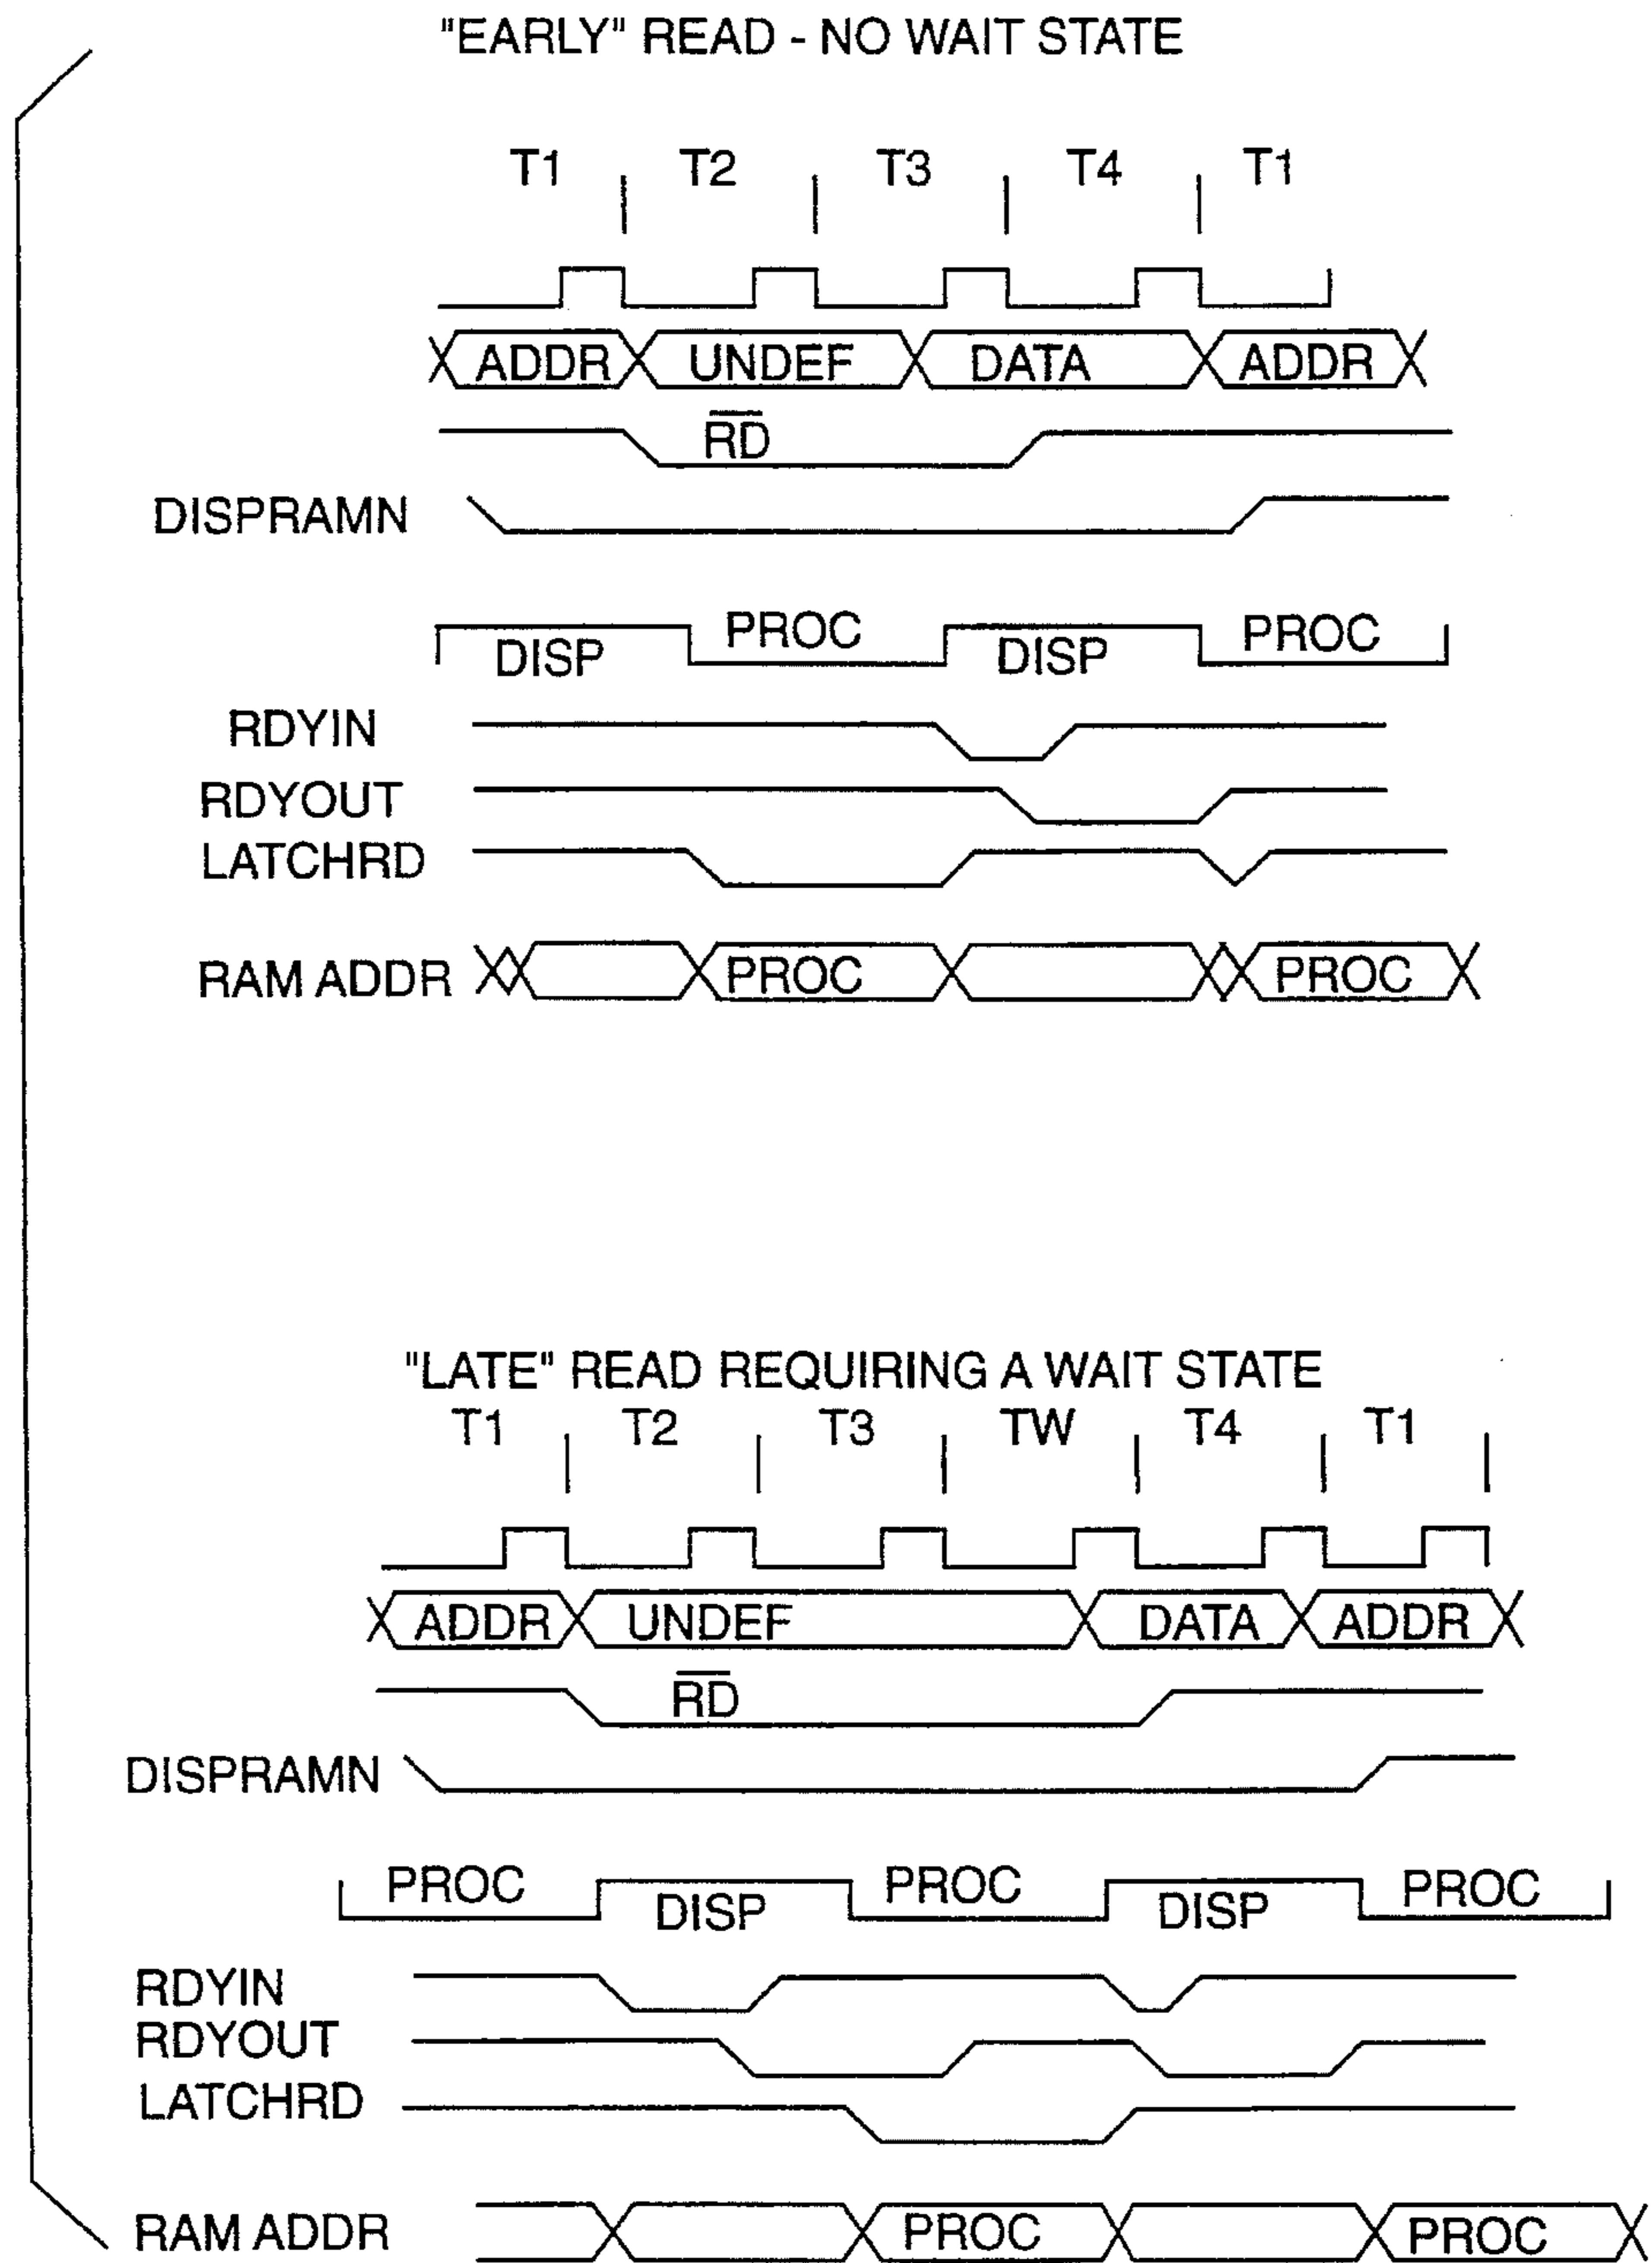 "EARLY" READ - NO WAIT STATE
T1 T2 T3 T4 T1
ADDR UNDEF DATA ADDR
RD
DISPRAMN
DISP PROC DISP PROC
RDYIN
RDYOUT
LATCHRD
RAM ADDR PROC PROC
"LATE" READ REQUIRING A WAIT STATE
T1 T2 T3 TW T4 T1
ADDR UNDEF DATA ADDR
RD
DISPRAMN
PROC DISP PROC DISP PROC
RDYIN
RDYOUT
LATCHRD
RAM ADDR PROC PROC